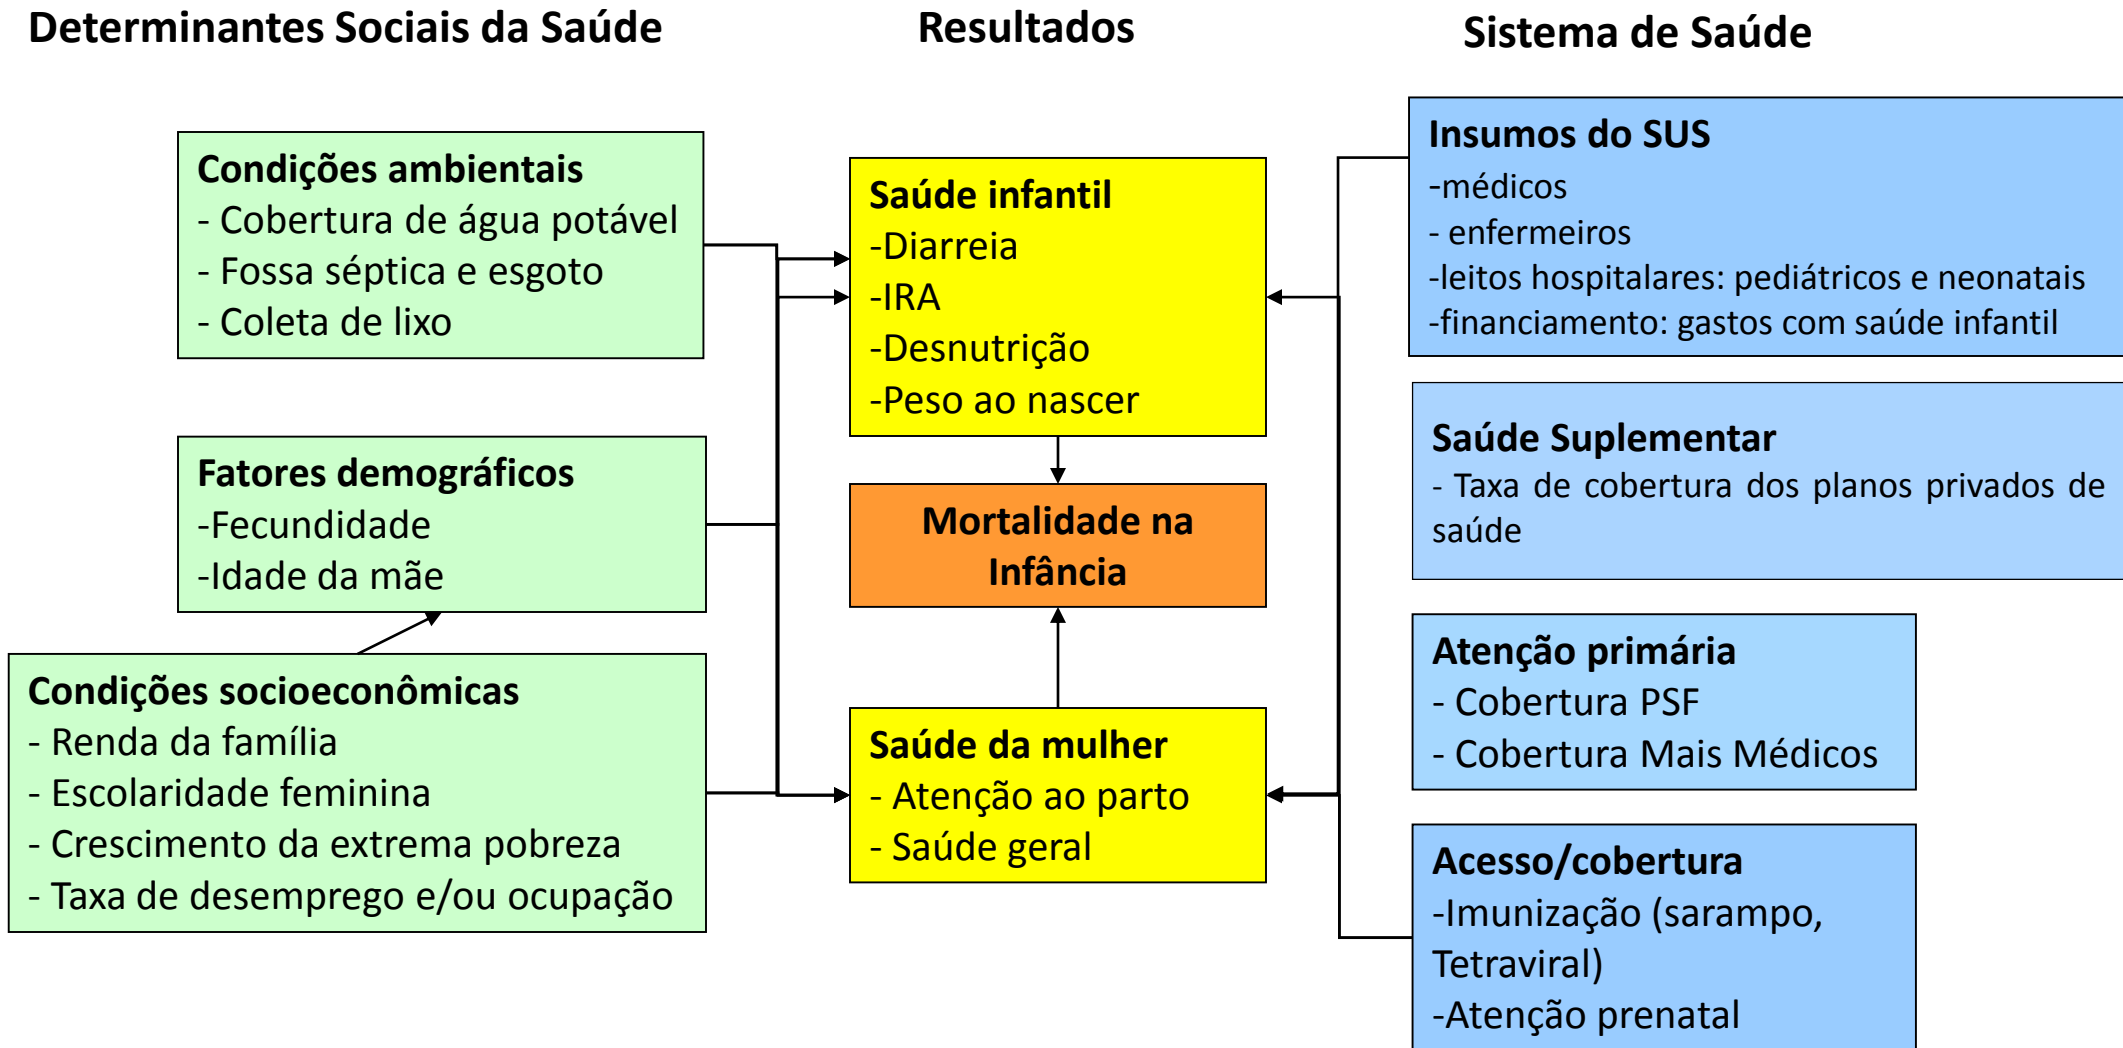 Determinantes Sociais da Saúde
Resultados
Sistema de Saúde
Condições ambientais
- Cobertura de água potável
- Fossa séptica e esgoto
- Coleta de lixo
Fatores demográficos
-Fecundidade
-Idade da mãe
Condições socioeconômicas
- Renda da família
- Escolaridade feminina
- Crescimento da extrema pobreza
- Taxa de desemprego e/ou ocupação
Saúde infantil
-Diarreia
-IRA
-Desnutrição
-Peso ao nascer
Mortalidade na
Infância
Saúde da mulher
- Atenção ao parto
- Saúde geral
Insumos do SUS
-médicos
- enfermeiros
-leitos hospitalares: pediátricos e neonatais
-financiamento: gastos com saúde infantil
Saúde Suplementar
- Taxa de cobertura dos planos privados de
saúde
Atenção primária
- Cobertura PSF
- Cobertura Mais Médicos
Acesso/cobertura
-Imunização (sarampo,
Tetraviral)
-Atenção prenatal